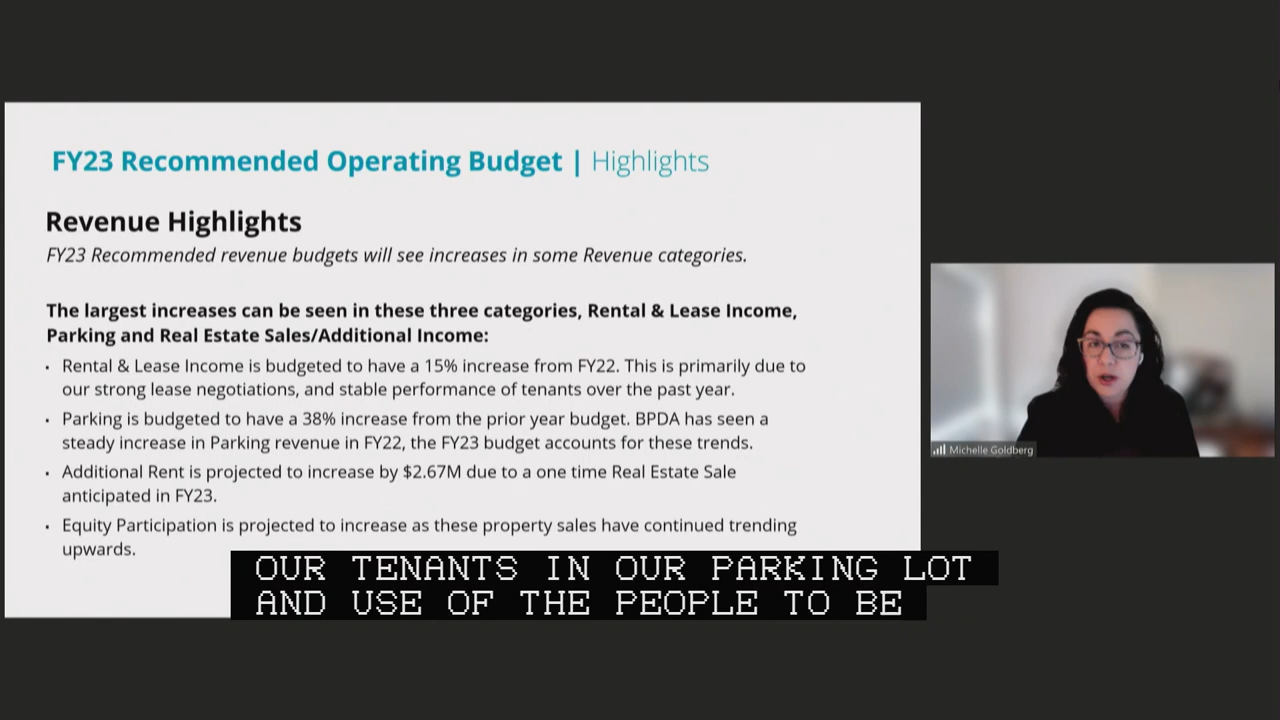 FY23 Recommended Operating Budget | Highlights
Revenue Highlights
FY23 Recommended revenue budgets will see increases in some Revenue categories.
The largest increases can be seen in these three categories, Rental & Lease Income,
Parking and Real Estate Sales/Additional Income:
• Rental & Lease Income is budgeted to have a 15% increase from FY22. This is primarily due to
our strong lease negotiations, and stable performance of tenants over the past year.
• Parking is budgeted to have a 38% increase from the prior year budget. BPDA has seen a
steady increase in Parking revenue in FY22, the FY23 budget accounts for these trends.
• Additional Rent is projected to increase by $2.67M due to a one time Real Estate Sale
anticipated in FY23.
• Equity Participation is projected to increase as these property sales have continued trending
upwards.
OUR TENANTS IN OUR PARKING LOT
AND USE OF THE PEOPLE TO BE
Michelle Goldberg